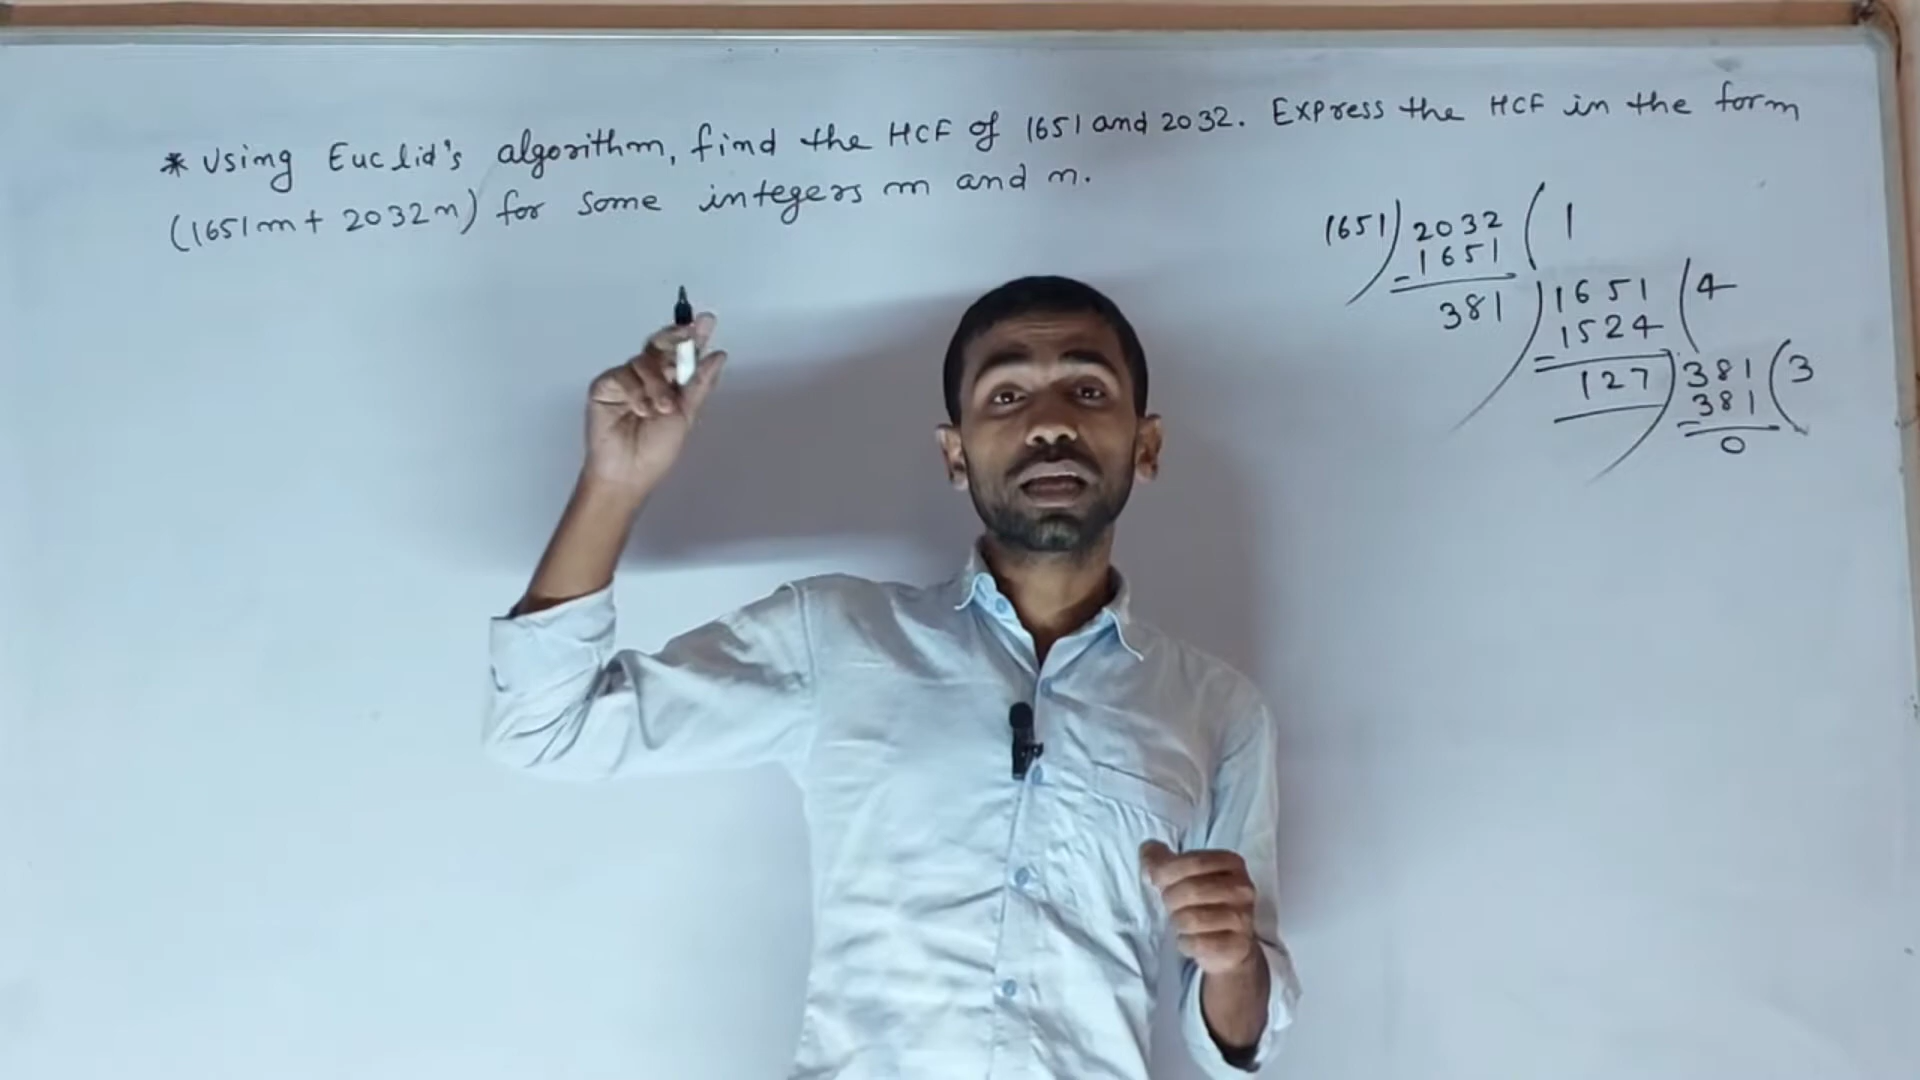 * Using Euclid's algorithm, find the HCF of 1651 and 2032. Express the HCF in the form
(1651m + 2032n) for some integers m and n.
1651) 2032 ( 1
-1651
381 ) 1651 ( 4
- 1524
127 ) 381 ( 3
- 381
0